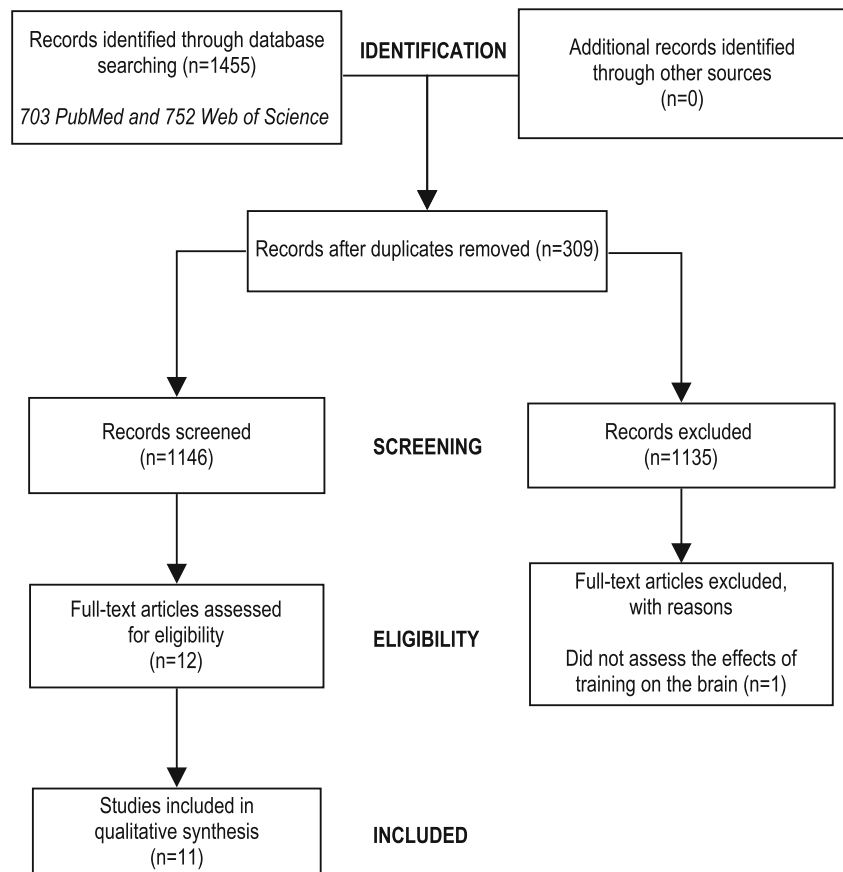 Records identified through database
searching (n=1455)
703 PubMed and 752 Web of Science
IDENTIFICATION
Additional records identified
through other sources
(n=0)
Records after duplicates removed (n=309)
Records screened
(n=1146)
SCREENING
Records excluded
(n=1135)
Full-text articles assessed
for eligibility
(n=12)
ELIGIBILITY
Full-text articles excluded,
with reasons
Did not assess the effects of
training on the brain (n=1)
Studies included in
qualitative synthesis
(n=11)
INCLUDED